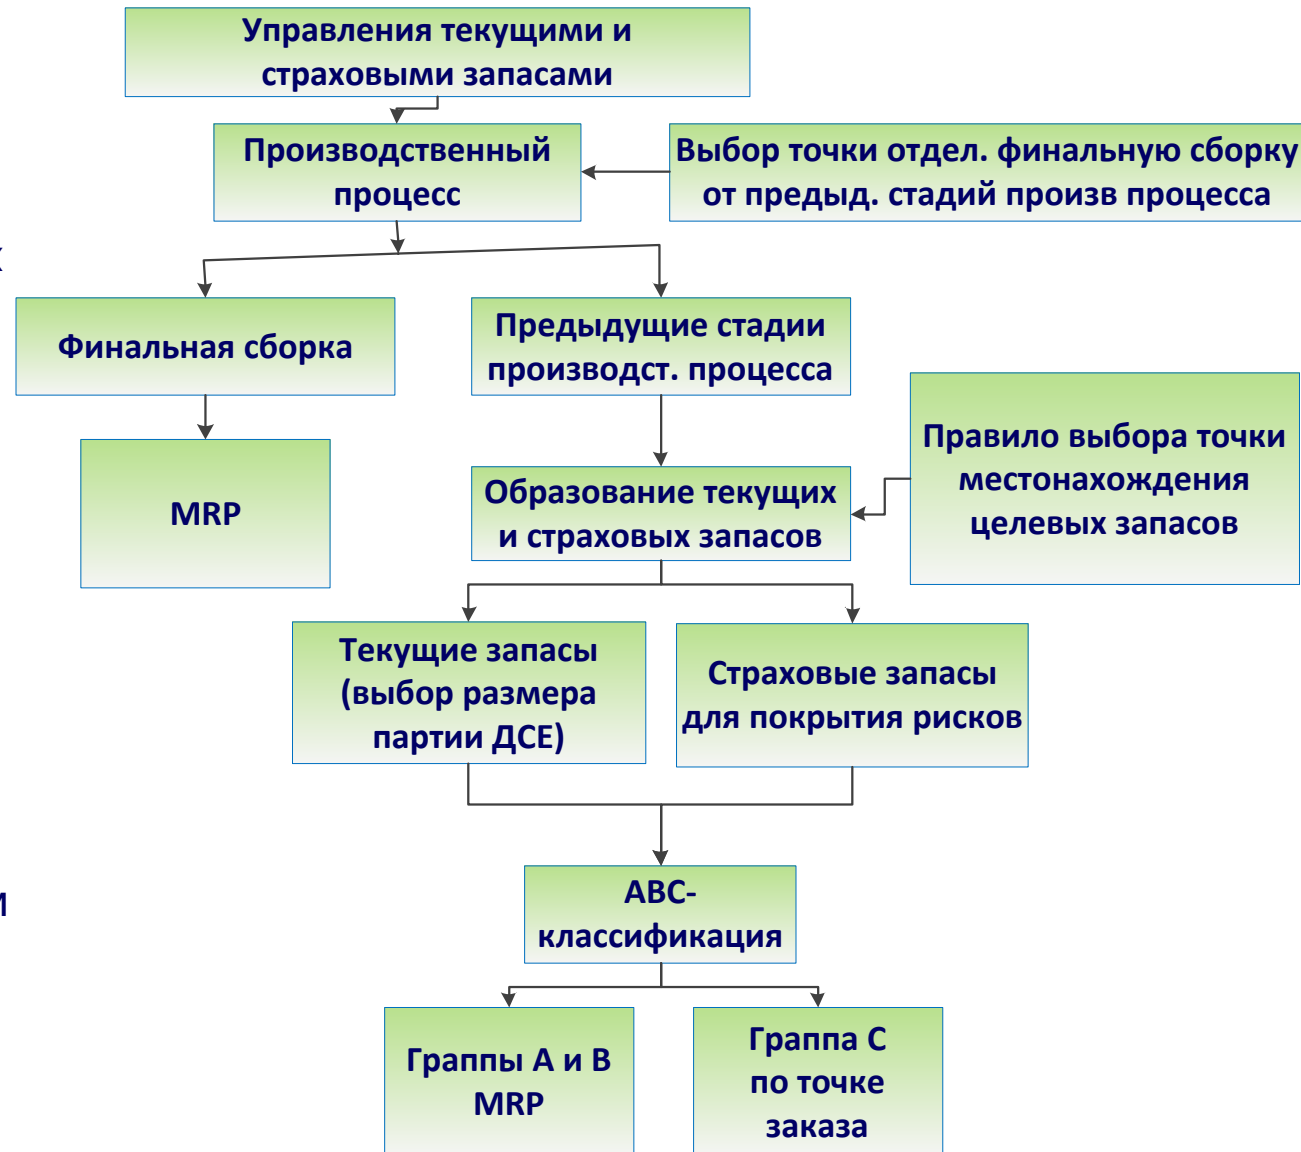 Управления текущими и
страховыми запасами
Производственный
процесс
Выбор точки отдел. финальную сборку
от предыд. стадий произв процесса
х
Финальная сборка
Предыдущие стадии
производст. процесса
Правило выбора точки
местонахождения
целевых запасов
MRP
Образование текущих
и страховых запасов
Текущие запасы
(выбор размера
партии ДСЕ)
Страховые запасы
для покрытия рисков
и
АВС-
классификация
Граппы А и В
MRP
Граппа С
по точке
заказа